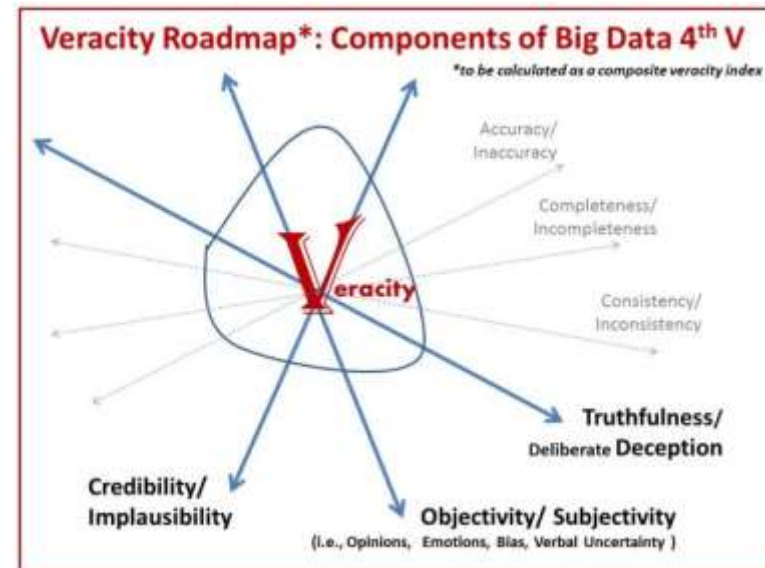 Veracity Roadmap*: Components of Big Data 4th V
*to be calculated as a composite veracity index
Accuracy/
Inaccuracy
Completeness/
Incompleteness
Veracity
Consistency/
Inconsistency
Truthfulness/
Deliberate Deception
Credibility/
Implausibility
Objectivity/ Subjectivity
(i.e., Opinions, Emotions, Bias, Verbal Uncertainty )